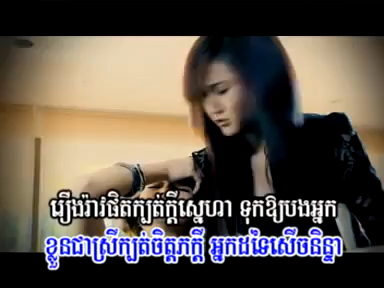 រឿងរ៉ាវផិតក្បត់ក្ដីស្នេហា ទុកឱ្យបងអ្នក
ខ្លួនជាស្រីក្បត់ចិត្តភក្ដី អ្នកដទៃសើចនិន្ទា